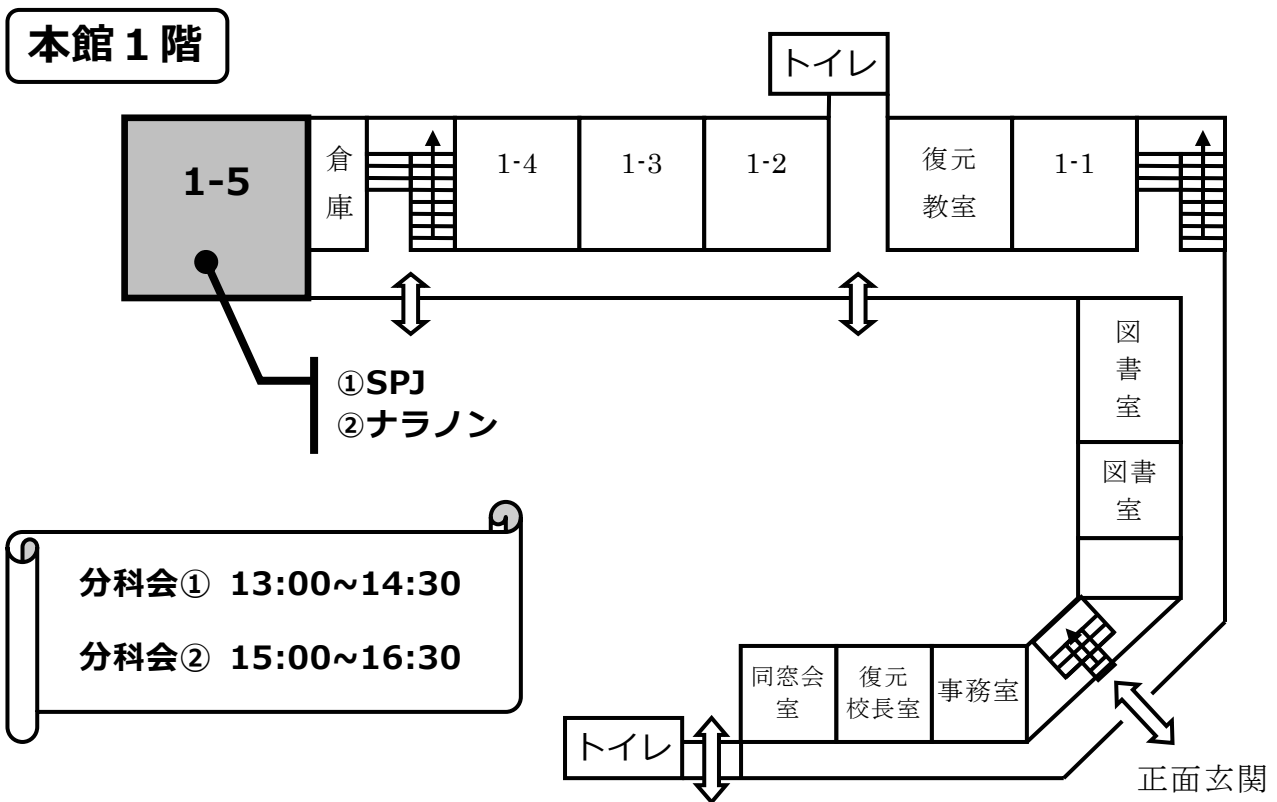 本館１階
トイレ
1-5
倉
庫
1-4
1-3
1-2
復元
教室
1-1
①SPJ
②ナラノン
図
書
室
図書
室
分科会① 13:00~14:30
分科会② 15:00~16:30
同窓会
室
復元
校長室
事務室
トイレ
正面玄関